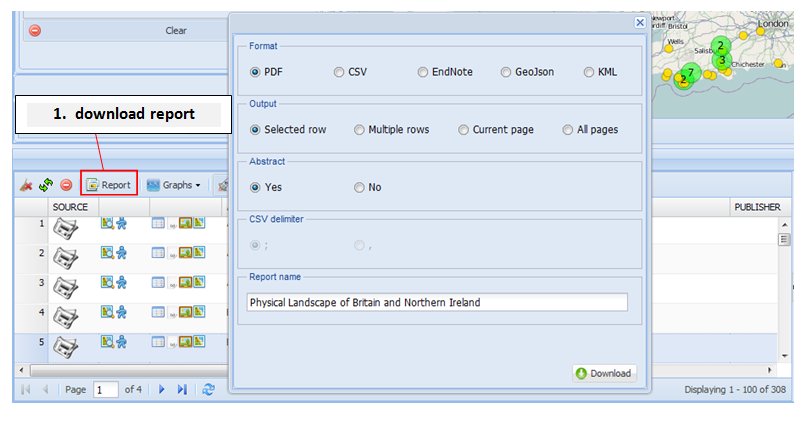 Clear
1. download report
Report
Graphs
SOURCE
1
2
3
4
5
Page 1 of 4
Format
PDF CSV EndNote GeoJson KML
Output
Selected row Multiple rows Current page All pages
Abstract
Yes No
CSV delimiter
; ,
Report name
Physical Landscape of Britain and Northern Ireland
Download
Newport
Bristol
London
Wells
2
3
Chichester
7
2
PUBLISHER
Displaying 1 - 100 of 308